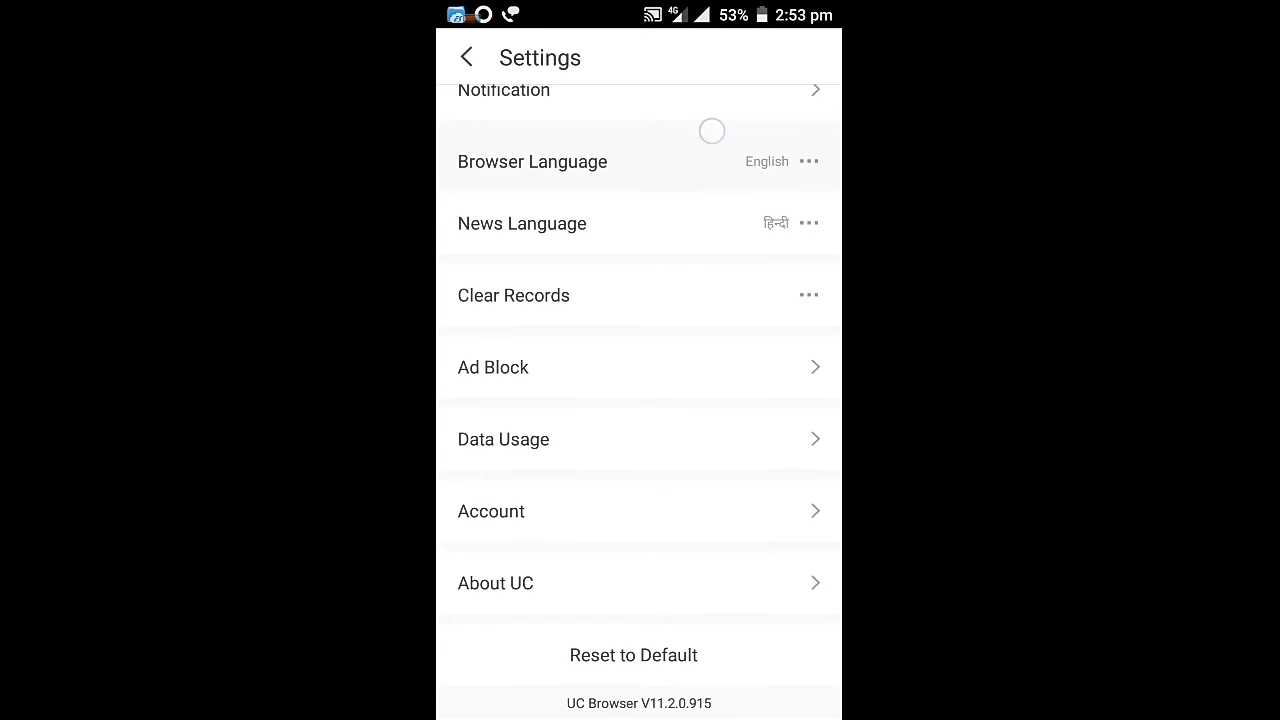 4G 53% 2:53 pm
Settings
Notification
Browser Language English
News Language हिन्दी
Clear Records
Ad Block
Data Usage
Account
About UC
Reset to Default
UC Browser V11.2.0.915